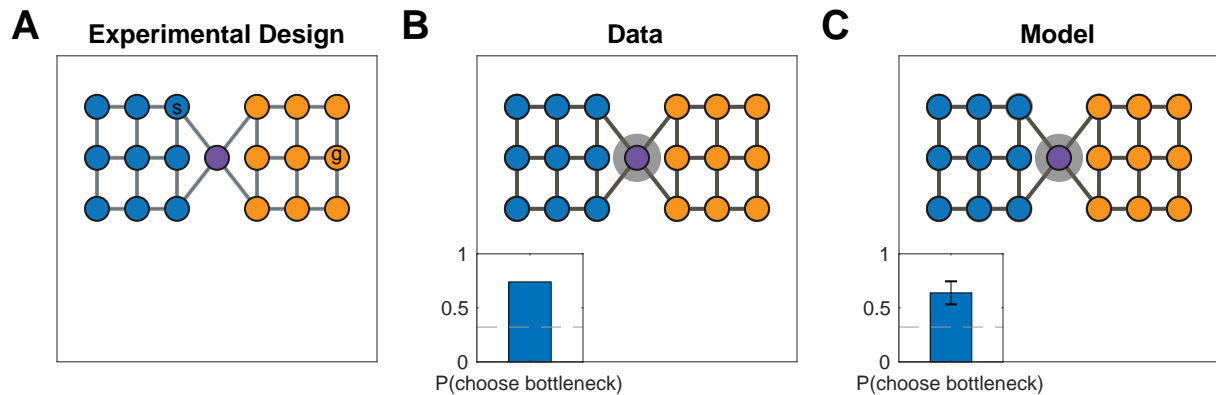 A Experimental Design
s
g
B Data
1
0.5
0
P(choose bottleneck)
C Model
1
0.5
0
P(choose bottleneck)